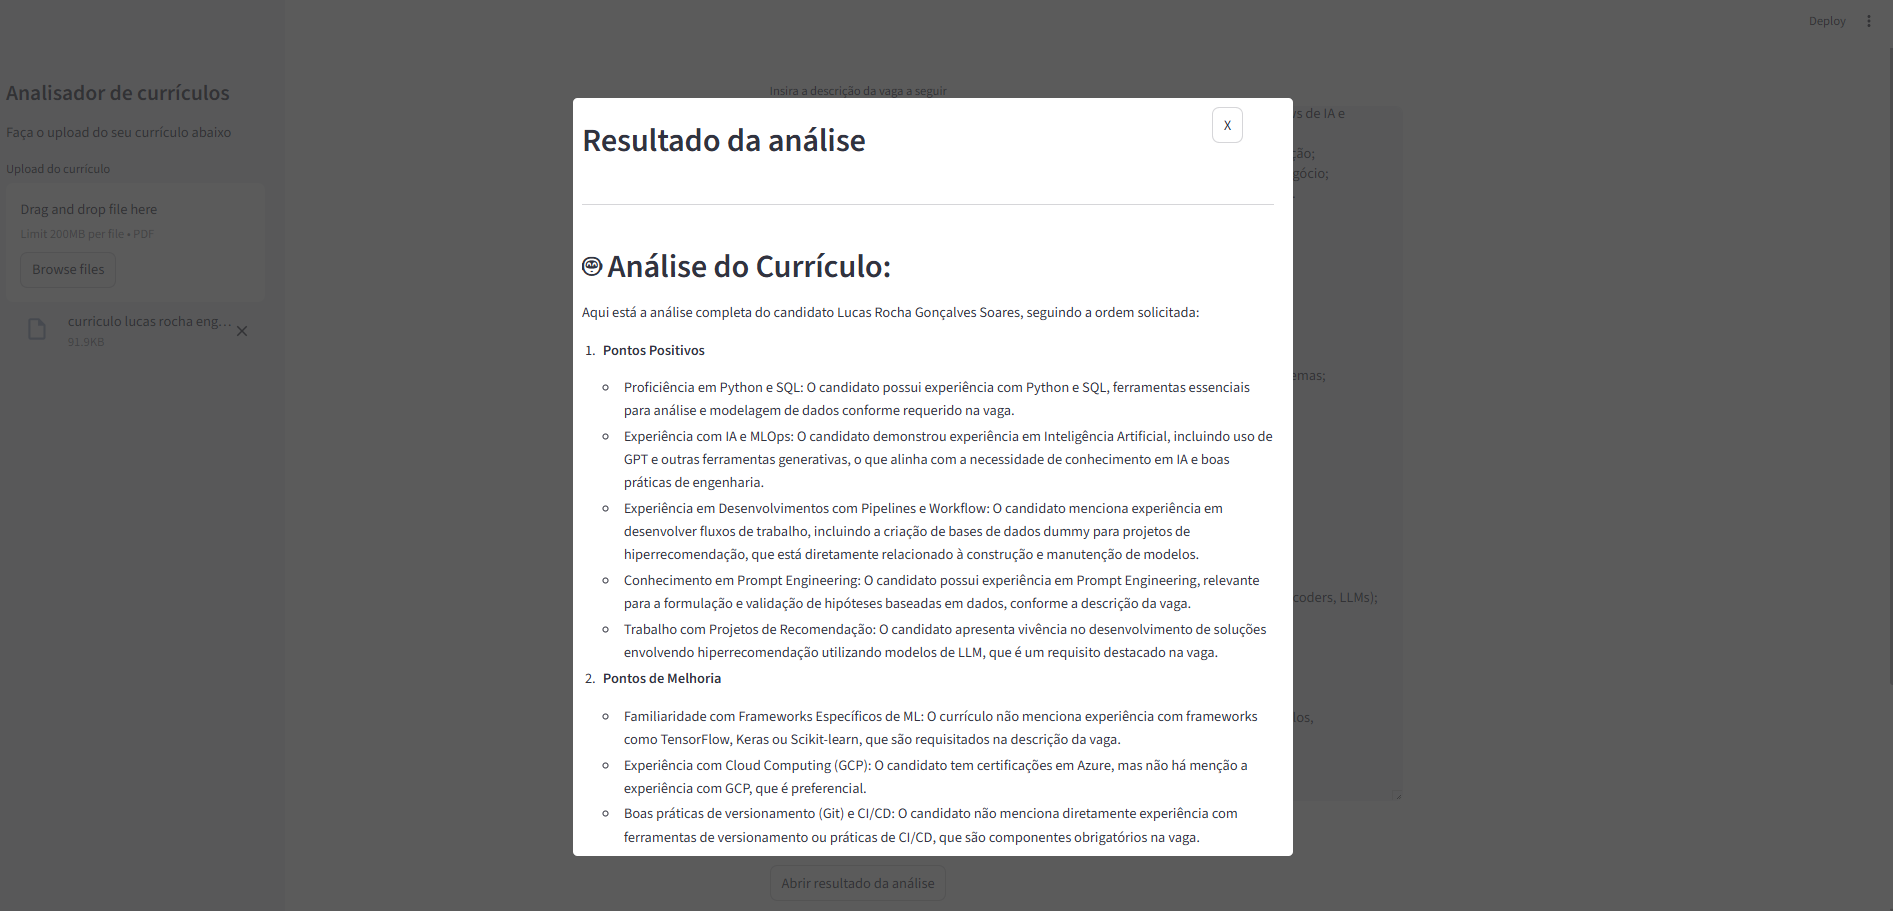 Deploy
Analisador de currículos
Faça o upload do seu currículo abaixo
Upload do currículo
Drag and drop file here
Limit 200MB per file • PDF
Browse files
curriculo lucas rocha eng…
91.9KB
Insira a descrição da vaga a seguir
de IA e
ção;
gócio;
emas;
coders, LLMs);
los,
Resultado da análise
X
Análise do Currículo:
Aqui está a análise completa do candidato Lucas Rocha Gonçalves Soares, seguindo a ordem solicitada:
1. Pontos Positivos
Proficiência em Python e SQL: O candidato possui experiência com Python e SQL, ferramentas essenciais
para análise e modelagem de dados conforme requerido na vaga.
Experiência com IA e MLOps: O candidato demonstrou experiência em Inteligência Artificial, incluindo uso de
GPT e outras ferramentas generativas, o que alinha com a necessidade de conhecimento em IA e boas
práticas de engenharia.
Experiência em Desenvolvimentos com Pipelines e Workflow: O candidato menciona experiência em
desenvolver fluxos de trabalho, incluindo a criação de bases de dados dummy para projetos de
hiperrecomendação, que está diretamente relacionado à construção e manutenção de modelos.
Conhecimento em Prompt Engineering: O candidato possui experiência em Prompt Engineering, relevante
para a formulação e validação de hipóteses baseadas em dados, conforme a descrição da vaga.
Trabalho com Projetos de Recomendação: O candidato apresenta vivência no desenvolvimento de soluções
envolvendo hiperrecomendação utilizando modelos de LLM, que é um requisito destacado na vaga.
2. Pontos de Melhoria
Familiaridade com Frameworks Específicos de ML: O currículo não menciona experiência com frameworks
como TensorFlow, Keras ou Scikit-learn, que são requisitados na descrição da vaga.
Experiência com Cloud Computing (GCP): O candidato tem certificações em Azure, mas não há menção a
experiência com GCP, que é preferencial.
Boas práticas de versionamento (Git) e CI/CD: O candidato não menciona diretamente experiência com
ferramentas de versionamento ou práticas de CI/CD, que são componentes obrigatórios na vaga.
Abrir resultado da análise